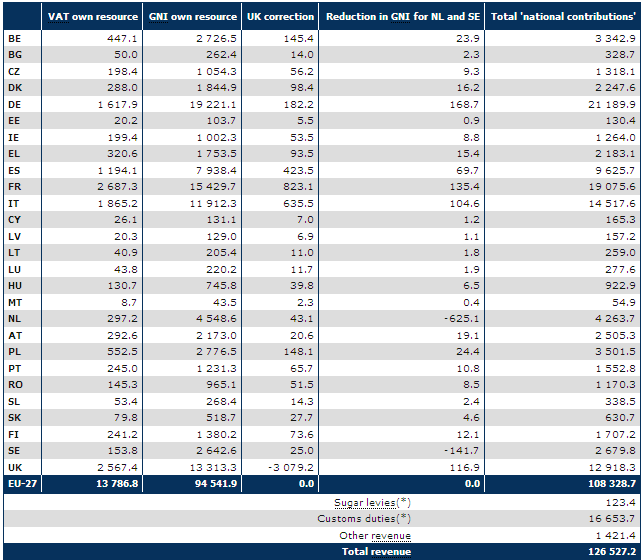 VAT own resource GNI own resource UK correction Reduction in GNI for NL and SE Total 'national contributions'
BE 447.1 2 726.5 145.4 23.9 3 342.9
BG 50.0 262.4 14.0 2.3 328.7
CZ 198.4 1 054.3 56.2 9.3 1 318.1
DK 288.0 1 844.9 98.4 16.2 2 247.6
DE 1 617.9 19 221.1 182.2 168.7 21 189.9
EE 20.2 103.7 5.5 0.9 130.4
IE 199.4 1 002.3 53.5 8.8 1 264.0
EL 320.6 1 753.5 93.5 15.4 2 183.1
ES 1 194.1 7 938.4 423.5 69.7 9 625.7
FR 2 687.3 15 429.7 823.1 135.4 19 075.6
IT 1 865.2 11 912.3 635.5 104.6 14 517.6
CY 26.1 131.1 7.0 1.2 165.3
LV 20.3 129.0 6.9 1.1 157.2
LT 40.9 205.4 11.0 1.8 259.0
LU 43.8 220.2 11.7 1.9 277.6
HU 130.7 745.8 39.8 6.5 922.9
MT 8.7 43.5 2.3 0.4 54.9
NL 297.2 4 548.6 43.1 -625.1 4 263.7
AT 292.6 2 173.0 20.6 19.1 2 505.3
PL 552.5 2 776.5 148.1 24.4 3 501.5
PT 245.0 1 231.3 65.7 10.8 1 552.8
RO 145.3 965.1 51.5 8.5 1 170.3
SL 53.4 268.4 14.3 2.4 338.5
SK 79.8 518.7 27.7 4.6 630.7
FI 241.2 1 380.2 73.6 12.1 1 707.2
SE 153.8 2 642.6 25.0 -141.7 2 679.8
UK 2 567.4 13 313.3 -3 079.2 116.9 12 918.3
EU-27 13 786.8 94 541.9 0.0 0.0 108 328.7
Sugar levies(*) 123.4
Customs duties(*) 16 653.7
Other revenue 1 421.4
Total revenue 126 527.2